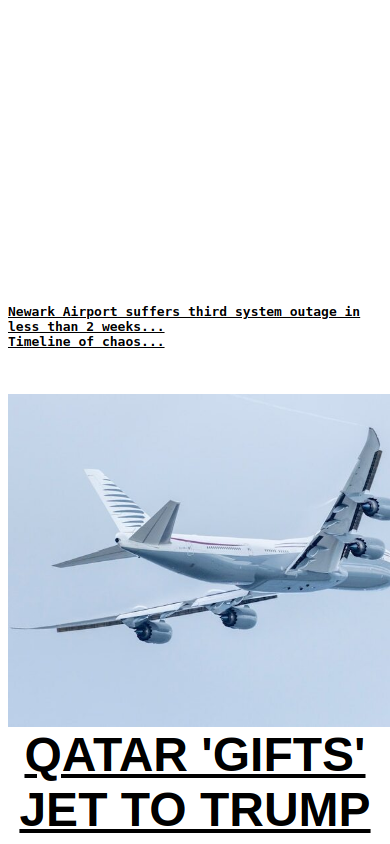 Newark Airport suffers third system outage in
less than 2 weeks...
Timeline of chaos...
QATAR 'GIFTS'
JET TO TRUMP